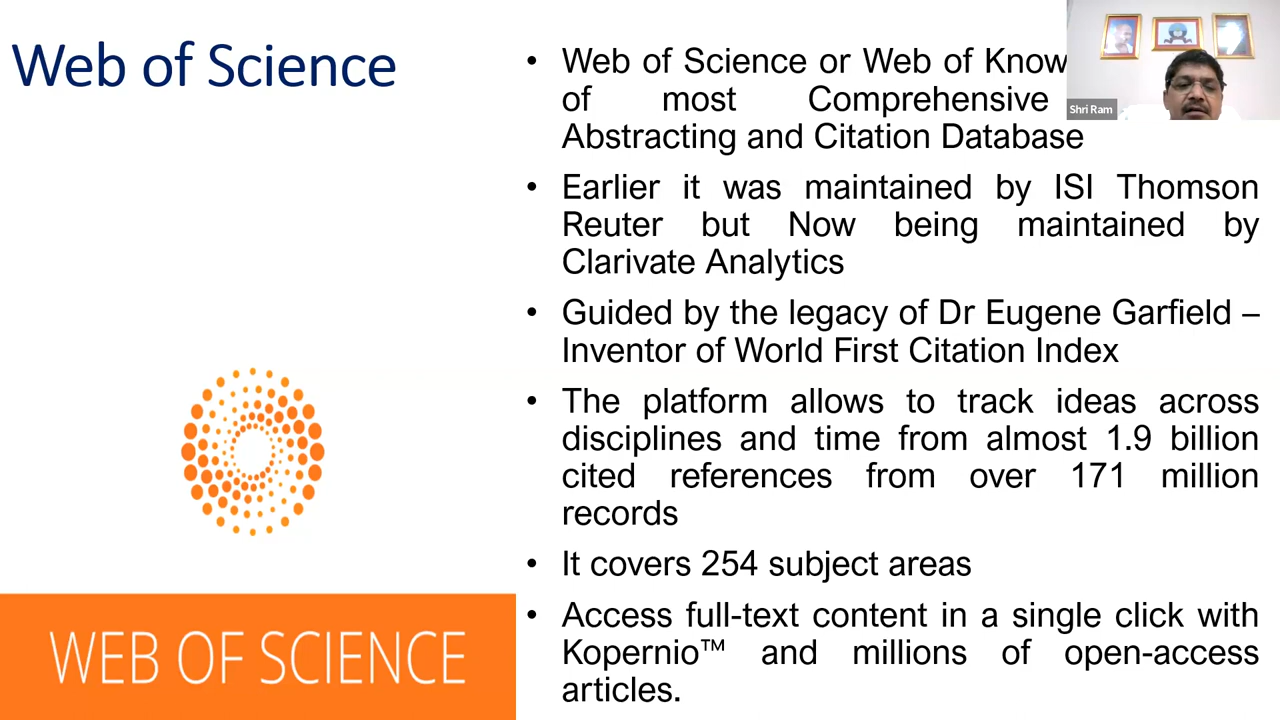 Web of Science
• Web of Science or Web of Know
of most Comprehensive
Abstracting and Citation Database
• Earlier it was maintained by ISI Thomson
Reuter but Now being maintained by
Clarivate Analytics
• Guided by the legacy of Dr Eugene Garfield –
Inventor of World First Citation Index
• The platform allows to track ideas across
disciplines and time from almost 1.9 billion
cited references from over 171 million
records
• It covers 254 subject areas
• Access full-text content in a single click with
Kopernio™ and millions of open-access
articles.
WEB OF SCIENCE
Shri Ram